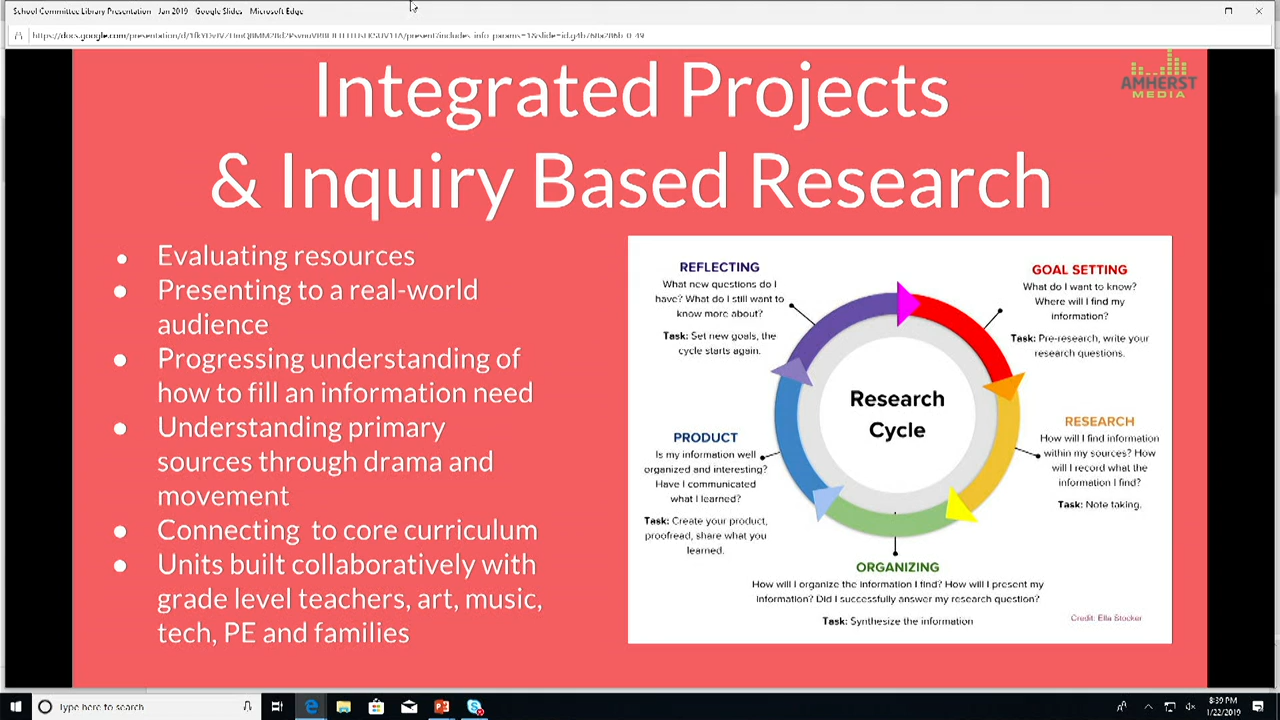 School Committee Library Presentation - Jan 2019 - Google Slides - Microsoft Edge
AMHERST
MEDIA
Integrated Projects
& Inquiry Based Research
● Evaluating resources
● Presenting to a real-world
audience
● Progressing understanding of
how to fill an information need
● Understanding primary
sources through drama and
movement
● Connecting to core curriculum
● Units built collaboratively with
grade level teachers, art, music,
tech, PE and families
Research
Cycle
GOAL SETTING
What do I want to know?
Where will I find my
information?
Task: Pre-research, write your
research questions.
RESEARCH
How will I find information
within my sources? How
will I record what the
information I find?
Task: Note taking.
ORGANIZING
How will I organize the information I find? How will I present my
information? Did I successfully answer my research question?
Task: Synthesize the information
PRODUCT
Is my information well
organized and interesting?
Have I communicated
what I learned?
Task: Create your product,
proofread, share what you
learned.
REFLECTING
What new questions do I
have? What do I still want to
know more about?
Task: Set new goals, the
cycle starts again.
Credit: Ella Stocker
Type here to search
8:39 PM
1/22/2019